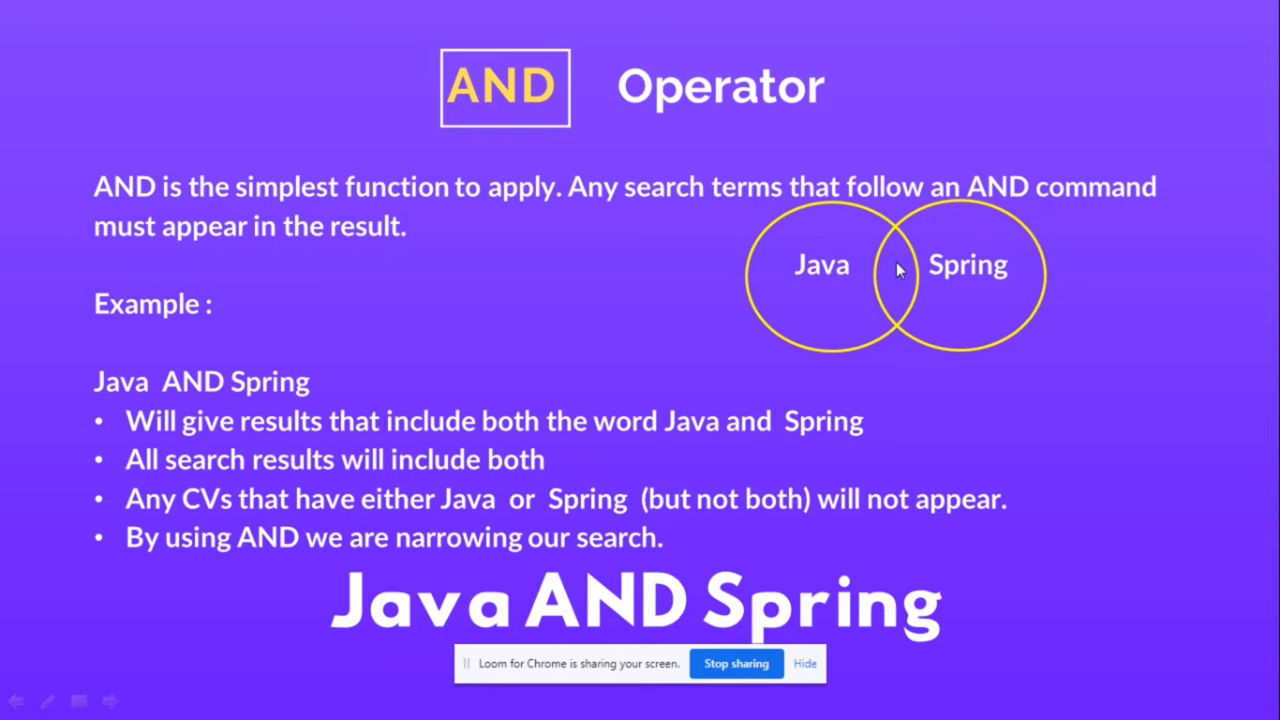 AND Operator
AND is the simplest function to apply. Any search terms that follow an AND command
must appear in the result.
Java Spring
Example :
Java AND Spring
• Will give results that include both the word Java and Spring
• All search results will include both
• Any CVs that have either Java or Spring (but not both) will not appear.
• By using AND we are narrowing our search.
Java AND Spring
Loom for Chrome is sharing your screen. Stop sharing Hide